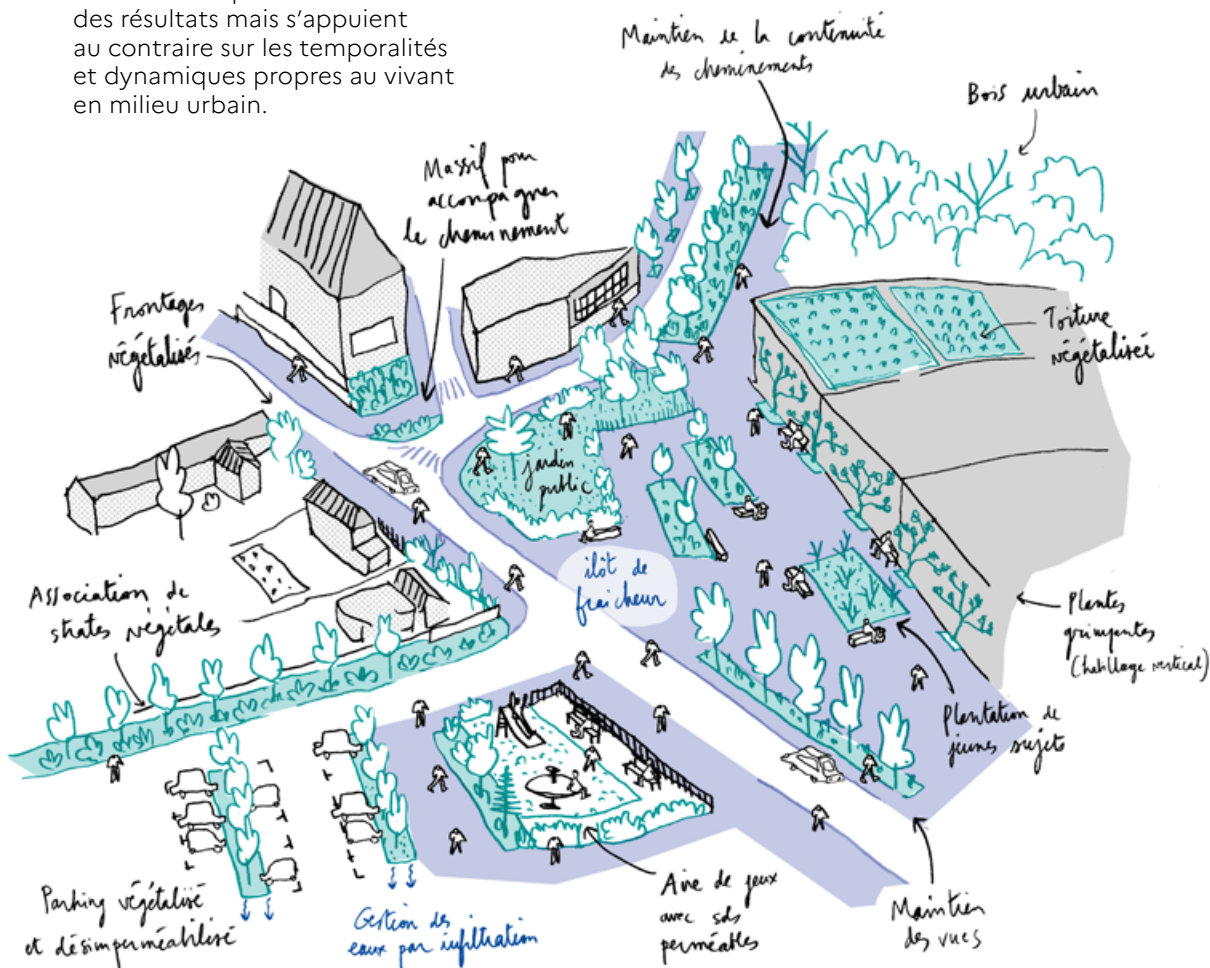 des résultats mais s’appuient
au contraire sur les temporalités
et dynamiques propres au vivant
en milieu urbain.
Maintien de la continuité
des cheminements
Bois urbain
Massif pour
accompagner
le cheminement
Frontages
végétalisés
Toiture
végétalisée
jardin
public
îlôt de
fraîcheur
Association de
strates végétales
Plantes
grimpantes
(habillage vertical)
Plantation de
jeunes sujets
Parking végétalisé
et désimperméabilisé
Gestion des
eaux par infiltration
Aire de jeux
avec sols
perméables
Maintien
des vues